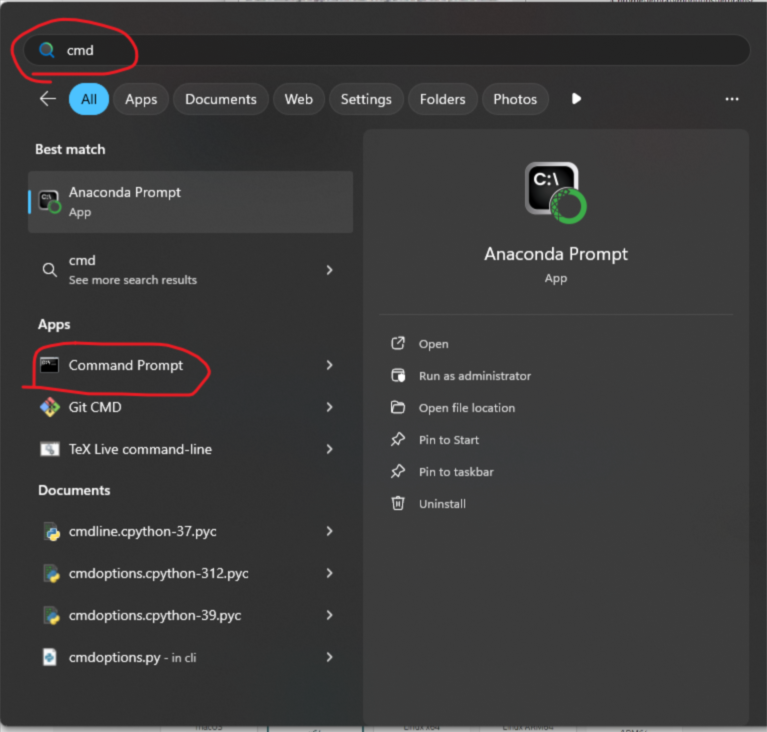 cmd
All Apps Documents Web Settings Folders Photos
Best match
Anaconda Prompt
App
cmd
See more search results
Apps
Command Prompt
Git CMD
TeX Live command-line
Documents
cmdline.cpython-37.pyc
cmdoptions.cpython-312.pyc
cmdoptions.cpython-39.pyc
cmdoptions.py - in cli
C:\
Anaconda Prompt
App
Open
Run as administrator
Open file location
Pin to Start
Pin to taskbar
Uninstall